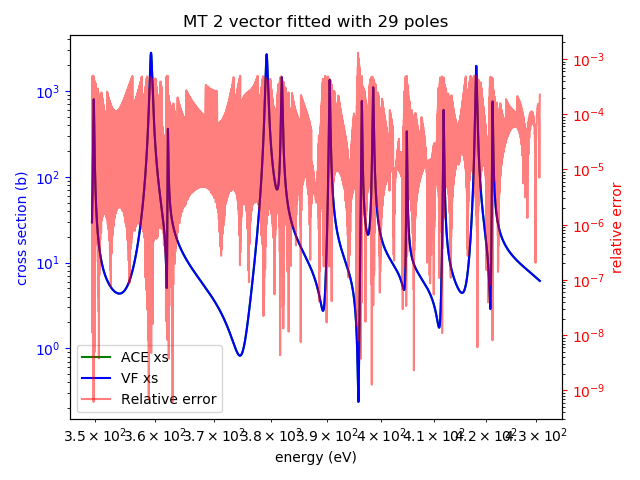 MT 2 vector fitted with 29 poles
cross section (b)
10³
10²
10¹
10⁰
10⁻³
10⁻⁴
10⁻⁵
10⁻⁶
10⁻⁷
10⁻⁸
10⁻⁹
relative error
ACE xs
VF xs
Relative error
3.5 × 10² 3.6 × 10² 3.7 × 10² 3.8 × 10² 3.9 × 10² 4 × 10² 4.1 × 10² 4.2 × 10² 4.3 × 10²
energy (eV)